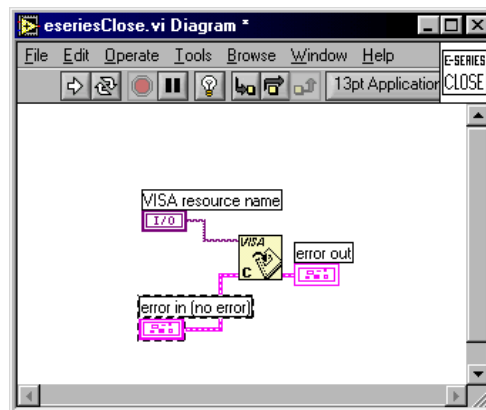 eseriesClose.vi Diagram *
File Edit Operate Tools Browse Window Help
E-SERIES
CLOSE
13pt Application
VISA resource name
I/O
VISA
C
error out
error in (no error)